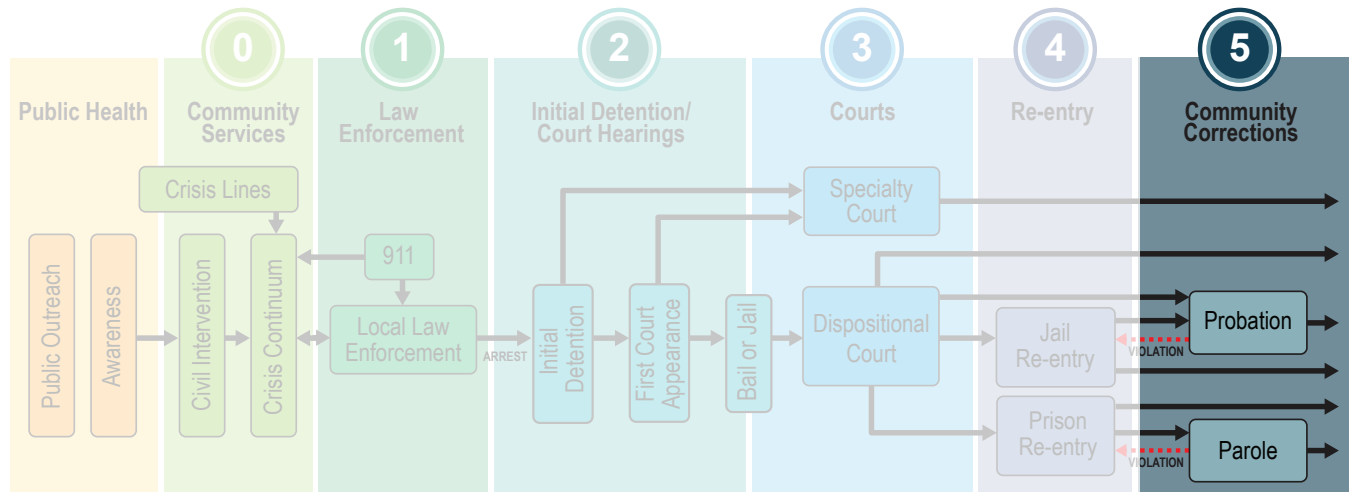 0
1
2
3
4
5
Public Health
Community
Services
Law
Enforcement
Initial Detention/
Court Hearings
Courts
Re-entry
Community
Corrections
Crisis Lines
Public Outreach
Awareness
Civil Intervention
Crisis Continuum
911
Local Law
Enforcement
ARREST
Initial
Detention
First Court
Appearance
Bail or Jail
Specialty
Court
Dispositional
Court
Jail
Re-entry
Prison
Re-entry
Probation
VIOLATION
Parole
VIOLATION